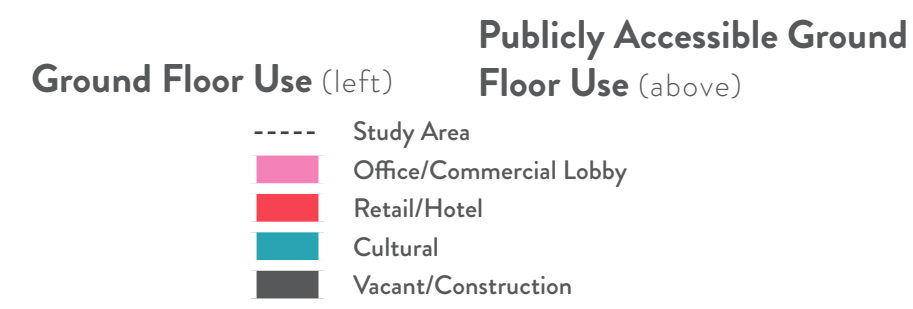 Ground Floor Use (left)
Publicly Accessible Ground
Floor Use (above)
Study Area
Office/Commercial Lobby
Retail/Hotel
Cultural
Vacant/Construction